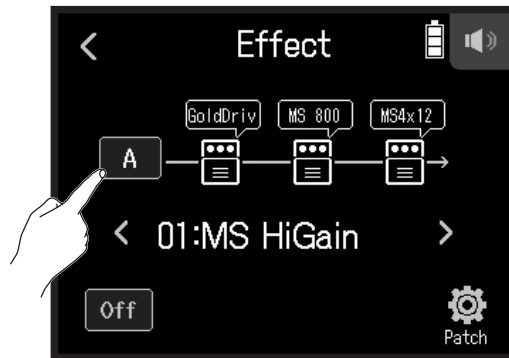 Effect
GoldDriv MS 800 MS4x12
A
01:MS HiGain
Off
Patch